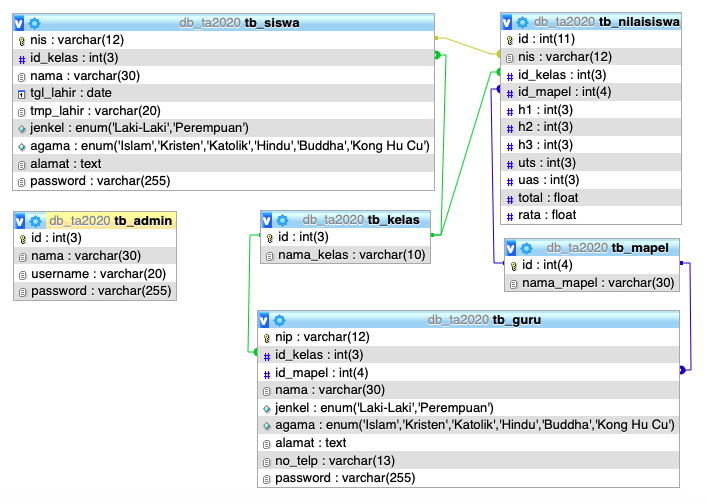 db_ta2020 tb_siswa
nis : varchar(12)
id_kelas : int(3)
nama : varchar(30)
tgl_lahir : date
tmp_lahir : varchar(20)
jenkel : enum('Laki-Laki','Perempuan')
agama : enum('Islam','Kristen','Katolik','Hindu','Buddha','Kong Hu Cu')
alamat : text
password : varchar(255)
db_ta2020 tb_nilaisiswa
id : int(11)
nis : varchar(12)
id_kelas : int(3)
id_mapel : int(4)
h1 : int(3)
h2 : int(3)
h3 : int(3)
uts : int(3)
uas : int(3)
total : float
rata : float
db_ta2020 tb_admin
id : int(3)
nama : varchar(30)
username : varchar(20)
password : varchar(255)
db_ta2020 tb_kelas
id : int(3)
nama_kelas : varchar(10)
db_ta2020 tb_mapel
id : int(4)
nama_mapel : varchar(30)
db_ta2020 tb_guru
nip : varchar(12)
id_kelas : int(3)
id_mapel : int(4)
nama : varchar(30)
jenkel : enum('Laki-Laki','Perempuan')
agama : enum('Islam','Kristen','Katolik','Hindu','Buddha','Kong Hu Cu')
alamat : text
no_telp : varchar(13)
password : varchar(255)